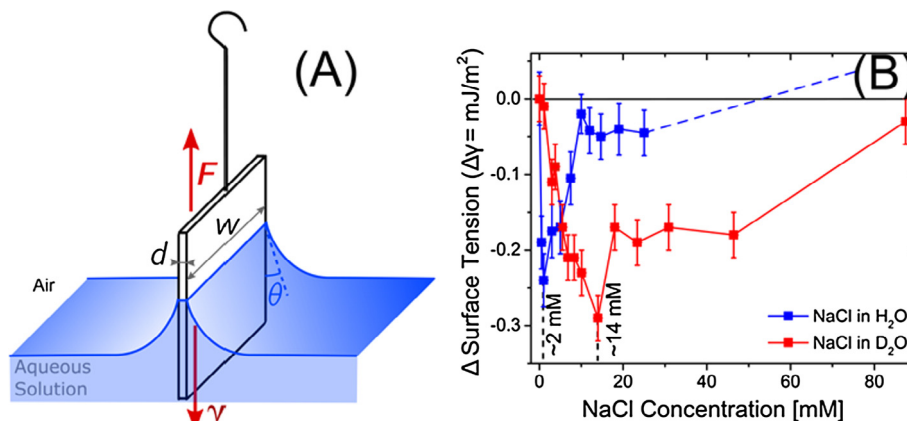 (A)
F
w
d
Air
θ
Aqueous
Solution
γ
(B)
Δ Surface Tension (Δγ = mJ/m²)
0.0
-0.1
-0.2
-0.3
~2 mM
~14 mM
NaCl in H₂O
NaCl in D₂O
0
20
40
60
80
NaCl Concentration [mM]